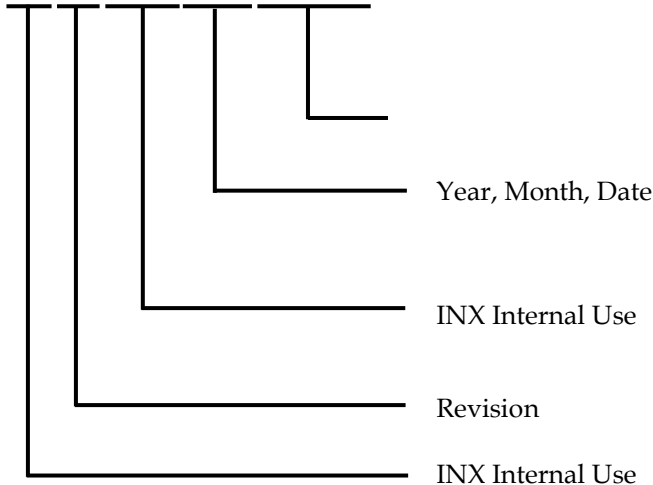 Year, Month, Date
INX Internal Use
Revision
INX Internal Use